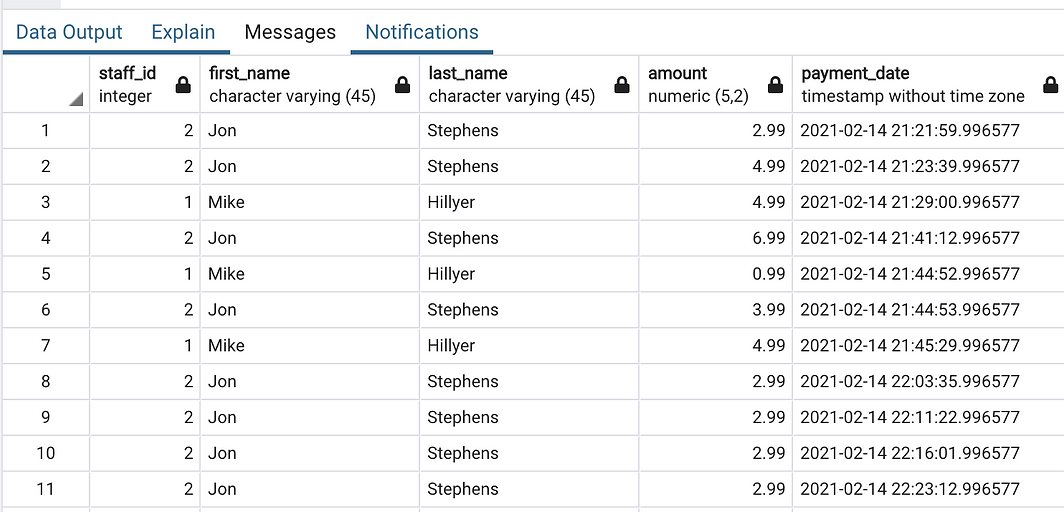 Data Output Explain Messages Notifications
staff_id first_name last_name amount payment_date
integer character varying (45) character varying (45) numeric (5,2) timestamp without time zone
1 2 Jon Stephens 2.99 2021-02-14 21:21:59.996577
2 2 Jon Stephens 4.99 2021-02-14 21:23:39.996577
3 1 Mike Hillyer 4.99 2021-02-14 21:29:00.996577
4 2 Jon Stephens 6.99 2021-02-14 21:41:12.996577
5 1 Mike Hillyer 0.99 2021-02-14 21:44:52.996577
6 2 Jon Stephens 3.99 2021-02-14 21:44:53.996577
7 1 Mike Hillyer 4.99 2021-02-14 21:45:29.996577
8 2 Jon Stephens 2.99 2021-02-14 22:03:35.996577
9 2 Jon Stephens 2.99 2021-02-14 22:11:22.996577
10 2 Jon Stephens 2.99 2021-02-14 22:16:01.996577
11 2 Jon Stephens 2.99 2021-02-14 22:23:12.996577